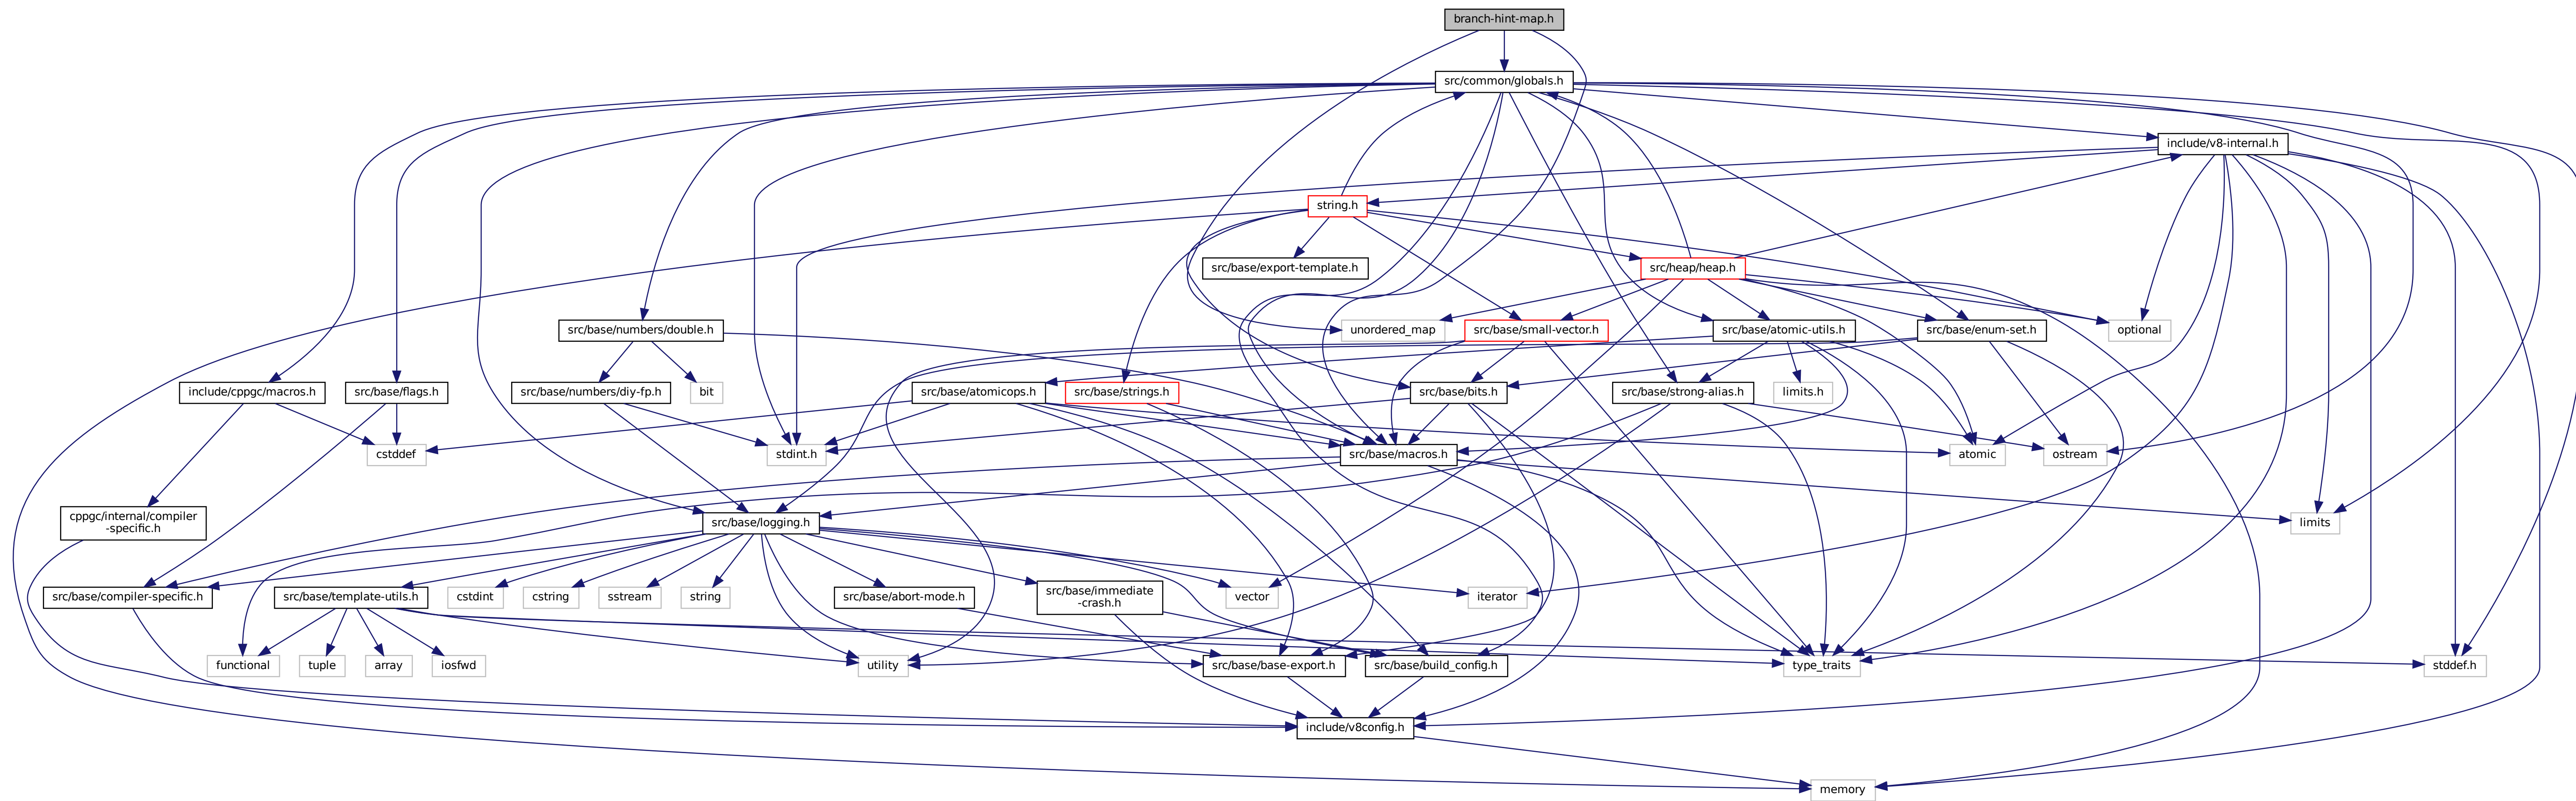 branch-hint-map.h
src/common/globals.h
include/v8-internal.h
string.h
src/base/export-template.h
src/heap/heap.h
src/base/numbers/double.h
unordered_map
src/base/small-vector.h
src/base/atomic-utils.h
src/base/enum-set.h
optional
include/cppgc/macros.h
src/base/flags.h
src/base/numbers/diy-fp.h
bit
src/base/atomicops.h
src/base/strings.h
src/base/bits.h
src/base/strong-alias.h
limits.h
cstddef
stdint.h
src/base/macros.h
atomic
ostream
cppgc/internal/compiler
-specific.h
src/base/logging.h
limits
src/base/compiler-specific.h
src/base/template-utils.h
cstdint
cstring
sstream
string
src/base/abort-mode.h
src/base/immediate
-crash.h
vector
iterator
functional
tuple
array
iosfwd
utility
src/base/base-export.h
src/base/build_config.h
type_traits
stddef.h
include/v8config.h
memory